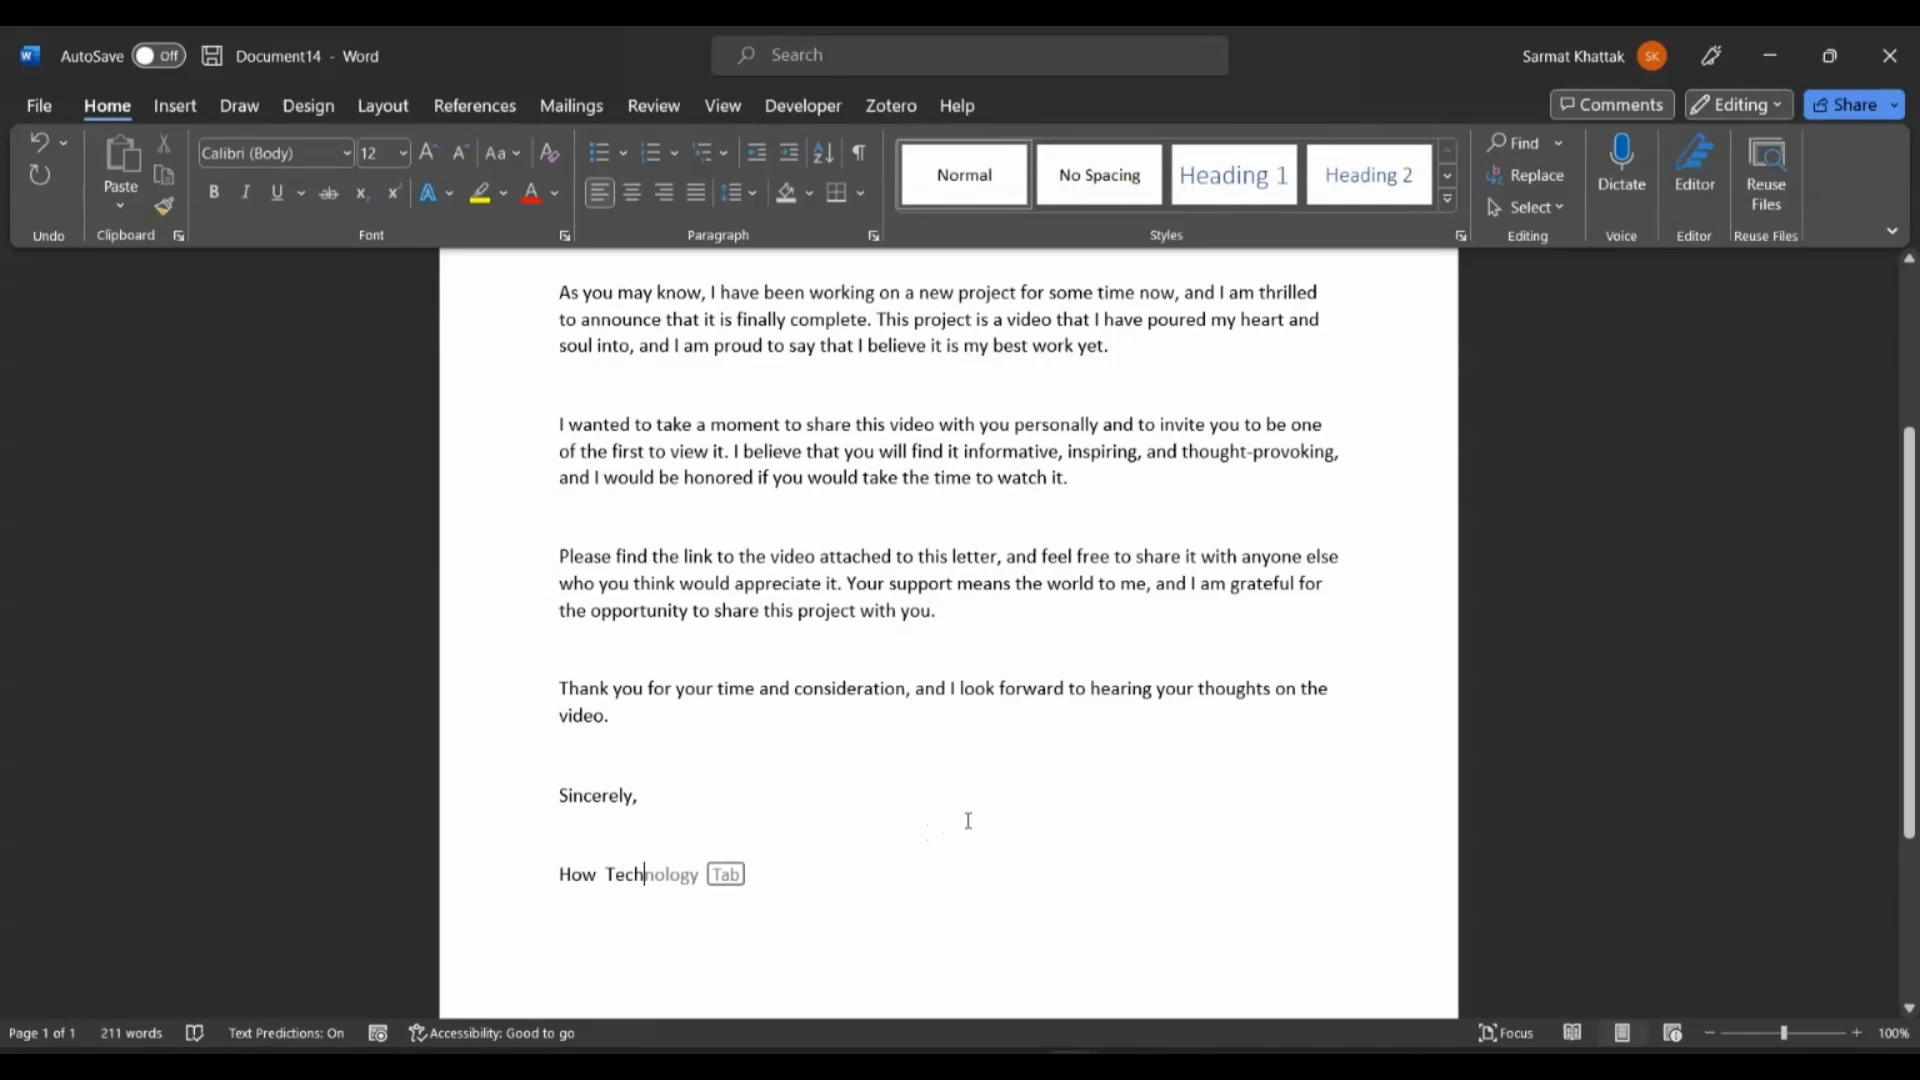 AutoSave Off Document14 - Word Search Sarmat Khattak SK
File Home Insert Draw Design Layout References Mailings Review View Developer Zotero Help Comments Editing Share
Paste Calibri (Body) 12 Aa Normal No Spacing Heading 1 Heading 2 Find Replace Select Dictate Editor Reuse Files
Undo Clipboard Font Paragraph Styles Editing Voice Editor Reuse Files
As you may know, I have been working on a new project for some time now, and I am thrilled
to announce that it is finally complete. This project is a video that I have poured my heart and
soul into, and I am proud to say that I believe it is my best work yet.
I wanted to take a moment to share this video with you personally and to invite you to be one
of the first to view it. I believe that you will find it informative, inspiring, and thought-provoking,
and I would be honored if you would take the time to watch it.
Please find the link to the video attached to this letter, and feel free to share it with anyone else
who you think would appreciate it. Your support means the world to me, and I am grateful for
the opportunity to share this project with you.
Thank you for your time and consideration, and I look forward to hearing your thoughts on the
video.
Sincerely,
How Technology Tab
Page 1 of 1 211 words Text Predictions: On Accessibility: Good to go Focus 100%